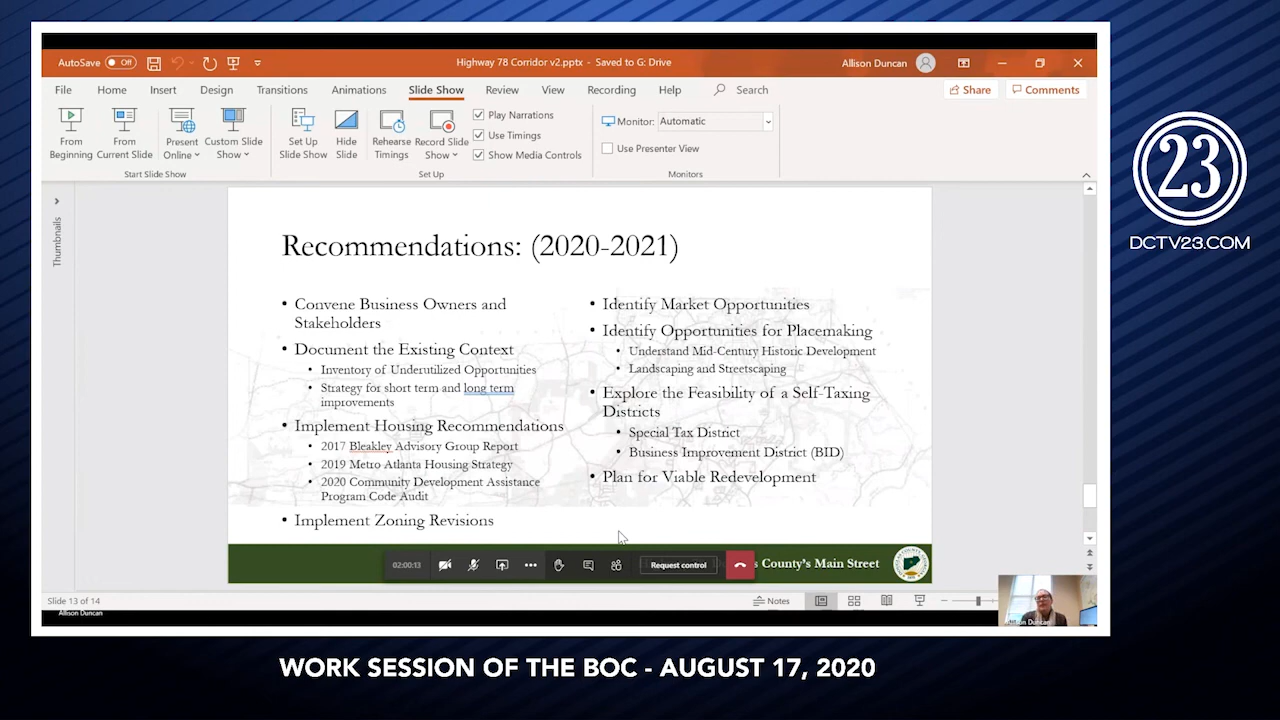 AutoSave Off
Highway 78 Corridor v2.pptx - Saved to G: Drive
Allison Duncan
File Home Insert Design Transitions Animations Slide Show Review View Recording Help Search
Share Comments
From Beginning
From Current Slide
Present Online
Custom Slide Show
Start Slide Show
Set Up Slide Show
Hide Slide
Rehearse Timings
Record Slide Show
Play Narrations
Use Timings
Show Media Controls
Set Up
Monitor: Automatic
Use Presenter View
Monitors
Thumbnails
Recommendations: (2020-2021)
• Convene Business Owners and
Stakeholders
• Document the Existing Context
• Inventory of Underutilized Opportunities
• Strategy for short term and long term
improvements
• Implement Housing Recommendations
• 2017 Bleakley Advisory Group Report
• 2019 Metro Atlanta Housing Strategy
• 2020 Community Development Assistance
Program Code Audit
• Implement Zoning Revisions
• Identify Market Opportunities
• Identify Opportunities for Placemaking
• Understand Mid-Century Historic Development
• Landscaping and Streetscaping
• Explore the Feasibility of a Self-Taxing
Districts
• Special Tax District
• Business Improvement District (BID)
• Plan for Viable Redevelopment
02:00:13
Request control
s County's Main Street
Slide 13 of 14
Notes
Allison Duncan
Allison Duncan
23
DCTV23.COM
WORK SESSION OF THE BOC - AUGUST 17, 2020